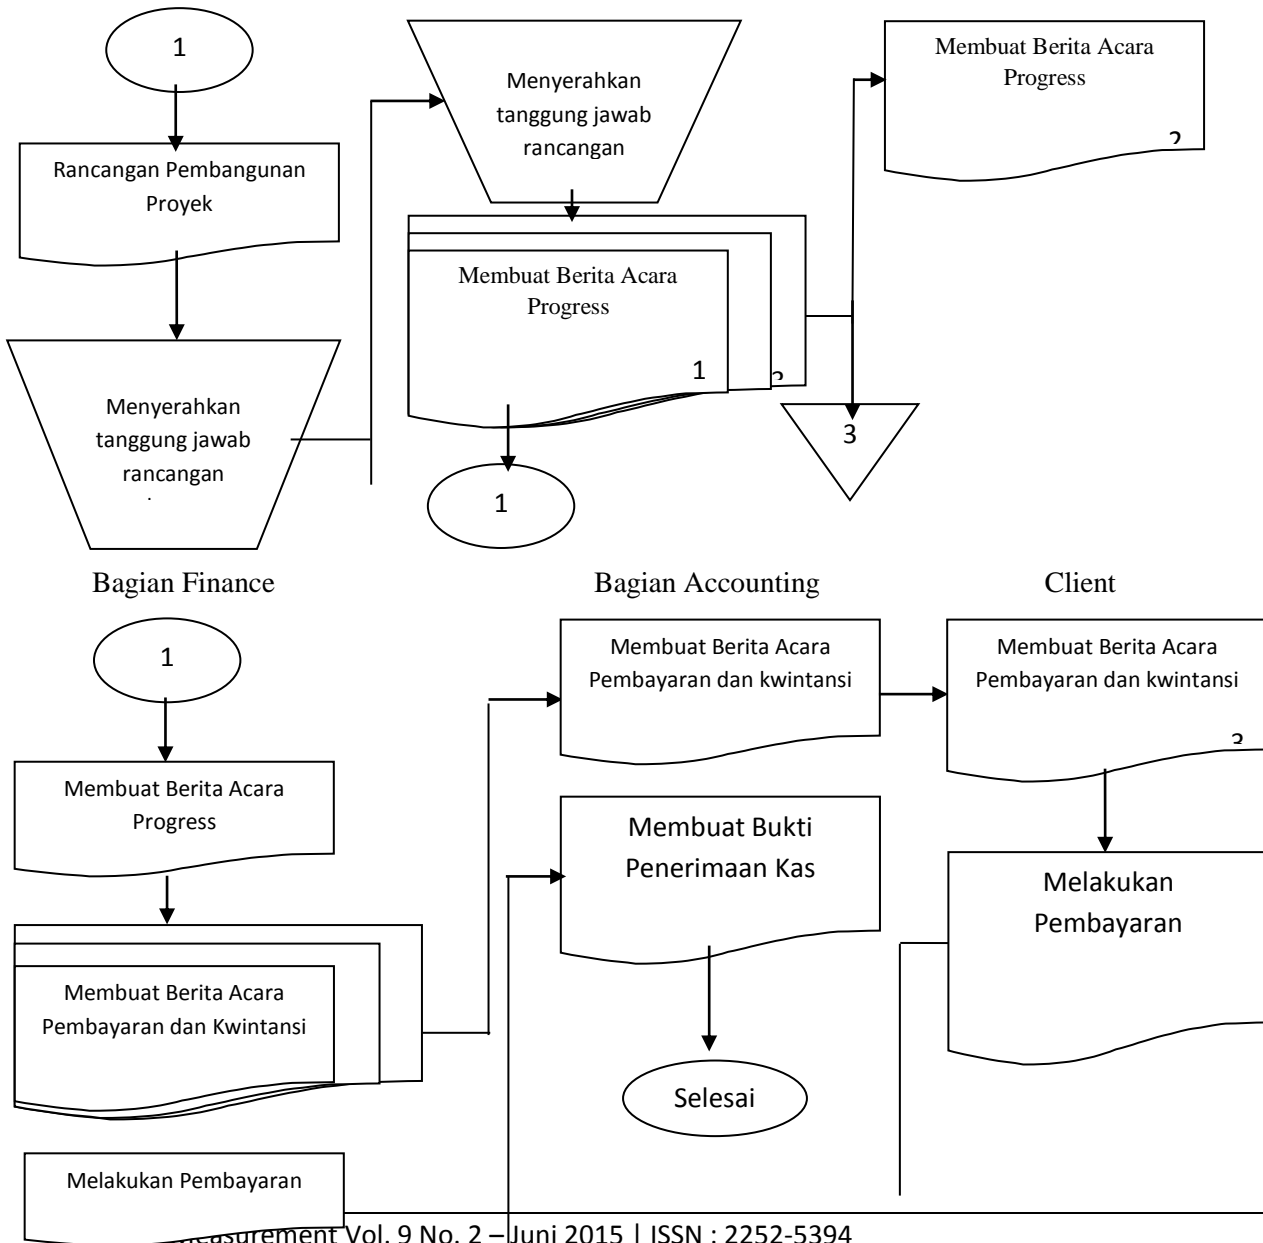 1
Rancangan Pembangunan
Proyek
Menyerahkan
tanggung jawab
rancangan
Menyerahkan
tanggung jawab
rancangan
Membuat Berita Acara
Progress
1
1
Membuat Berita Acara
Progress
2
3
Bagian Finance
Bagian Accounting
Client
1
Membuat Berita Acara
Progress
Membuat Berita Acara
Pembayaran dan Kwintansi
Melakukan Pembayaran
Membuat Berita Acara
Pembayaran dan kwintansi
Membuat Bukti
Penerimaan Kas
Selesai
Membuat Berita Acara
Pembayaran dan kwintansi
3
Melakukan
Pembayaran
Measurement Vol. 9 No. 2 – Juni 2015 | ISSN : 2252-5394